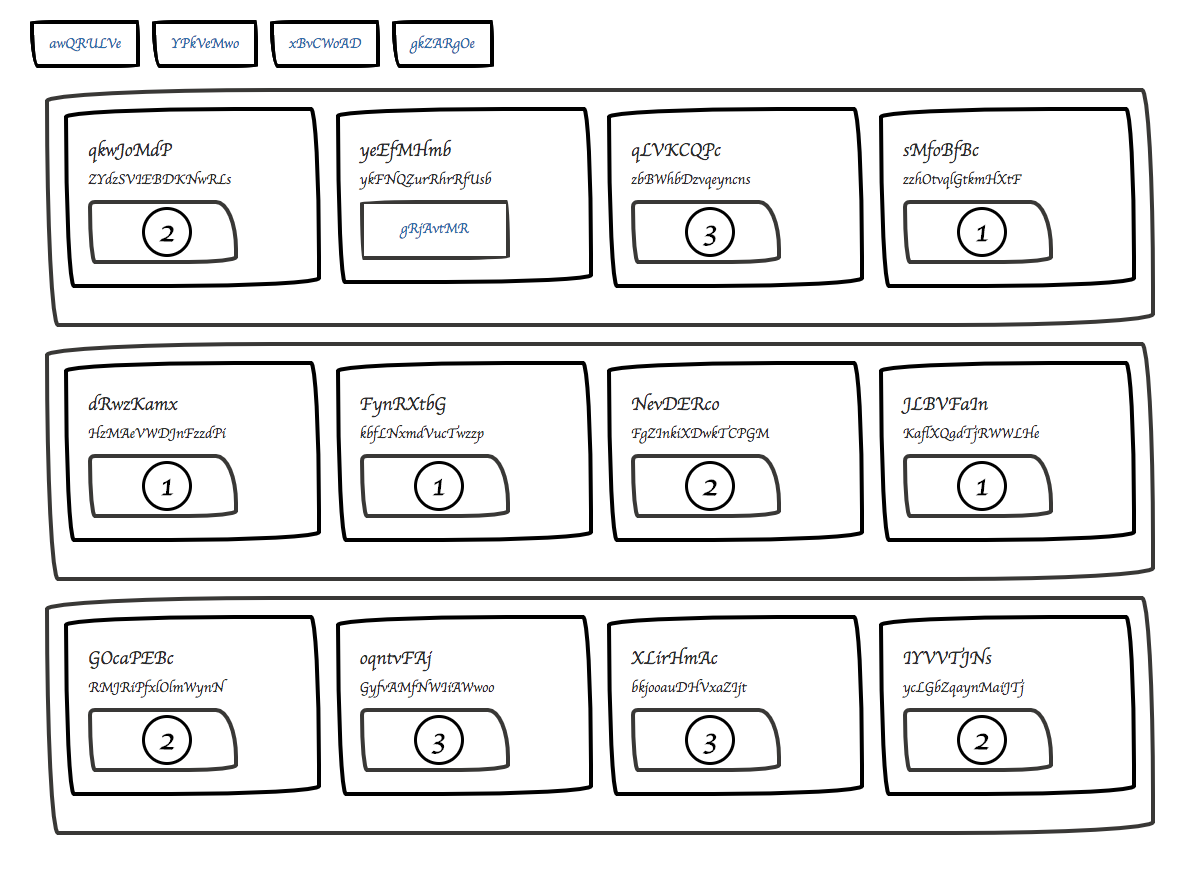 awQRULVe YPkVeMwo xBvCWoAD gkZARgOe
qkwJoMdP yeEfMHmb qLVKCQPc sMfoBfBc
ZYdzSVIEBDKNwRLs ykFNQZurRhrRfUsb zbBWhbDzvqeyncns zzhOtvqlGtkmHXtF
2 gRjAvtMR 3 1
dRwzKamx FynRXtbG NevDERco JLBVFaIn
HzMAeVWDJnFzzdPi kbfLNxmdVucTwzzp FgZInkiXDwkTCPGM KaflXQqdTjRWWLHe
1 1 2 1
GOcaPEBc oqntvFAj XLirHmAc IYVVTJNs
RMJRiPfxlOlmWynN GyfvAMfNWIiAWwoo bkjooauDHVxaZIjt ycLGbZqaynMaiJTj
2 3 3 2